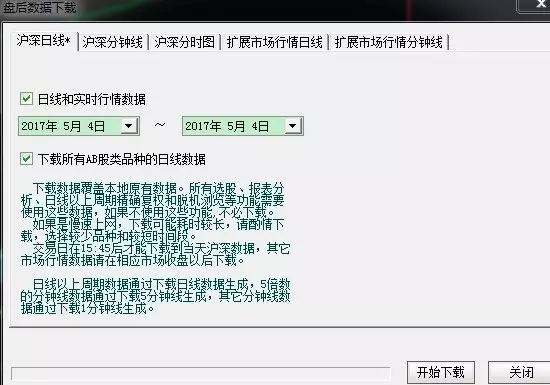 盘后数据下载
沪深日线* 沪深分钟线 沪深分时图 扩展市场行情日线 扩展市场行情分钟线
日线和实时行情数据
2017年 5月 4日 ~ 2017年 5月 4日
下载所有AB股类品种的日线数据
下载数据覆盖本地原有数据。所有选股、报表分
析、日线以上周期精确复权和脱机浏览等功能需要
使用这些数据，如果不使用这些功能,不必下载。
如果是慢速上网，下载可能耗时较长，请酌情下
载，选择较少品种和较短时间段。
交易日在15:45后才能下载到当天沪深数据，其它
市场行情数据请在相应市场收盘以后下载。
日线以上周期数据通过下载日线数据生成，5倍数
的分钟线数据通过下载5分钟线生成，其它分钟线数
据通过下载1分钟线生成。
开始下载 关闭